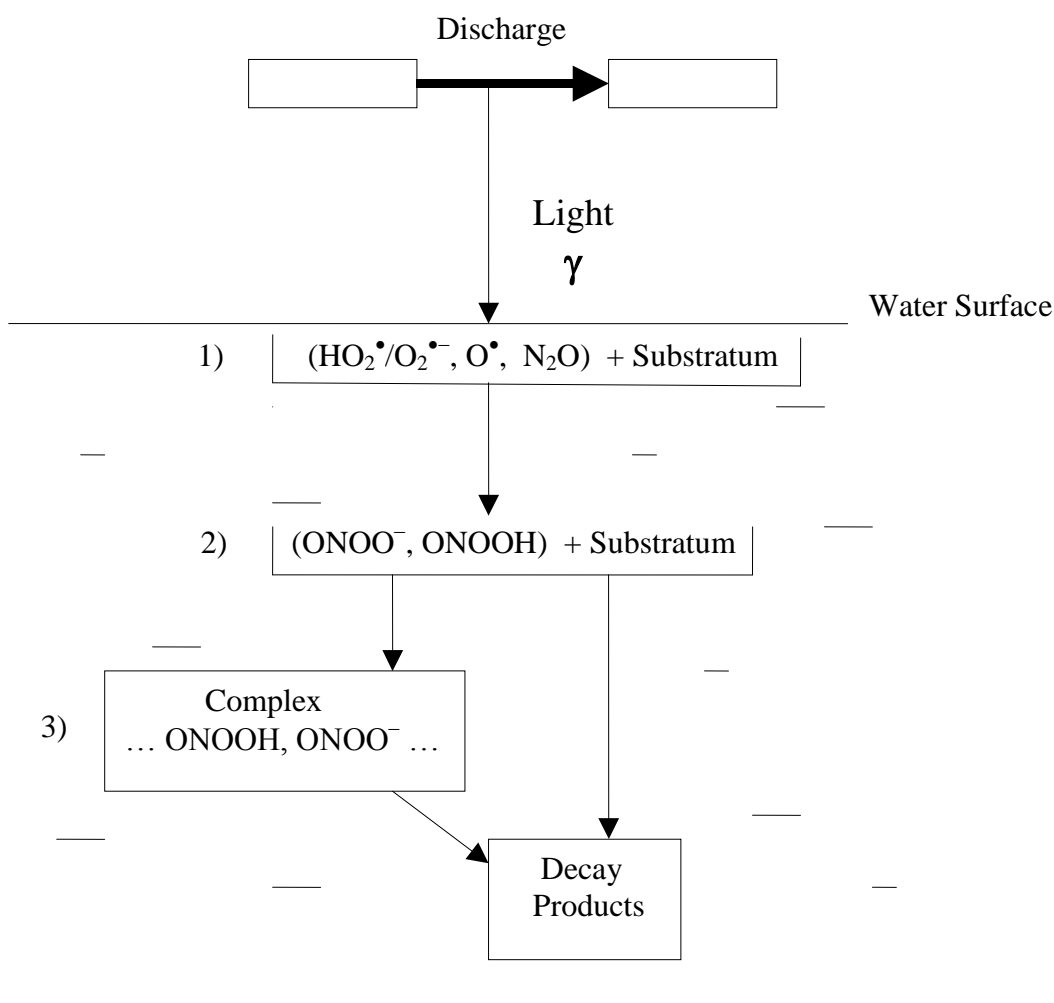 Discharge
Light
γ
Water Surface
1) (HO₂•/O₂•⁻, O•, N₂O) + Substratum
2) (ONOO⁻, ONOOH) + Substratum
Complex
3) … ONOOH, ONOO⁻ …
Decay
Products